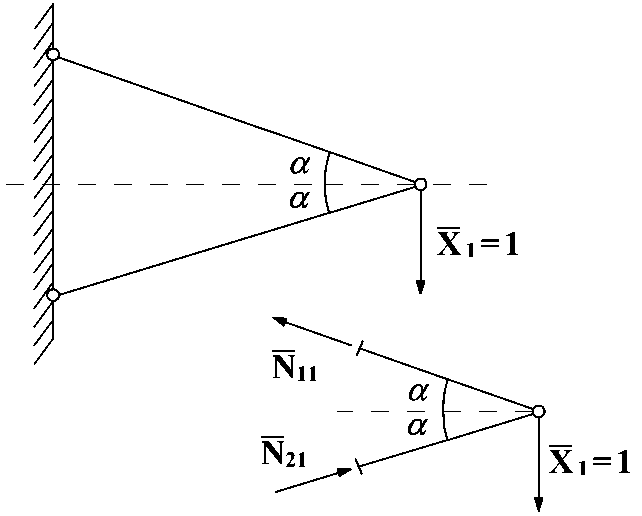 α
α
X̅₁ = 1
N̅₁₁
α
α
N̅₂₁
X̅₁ = 1